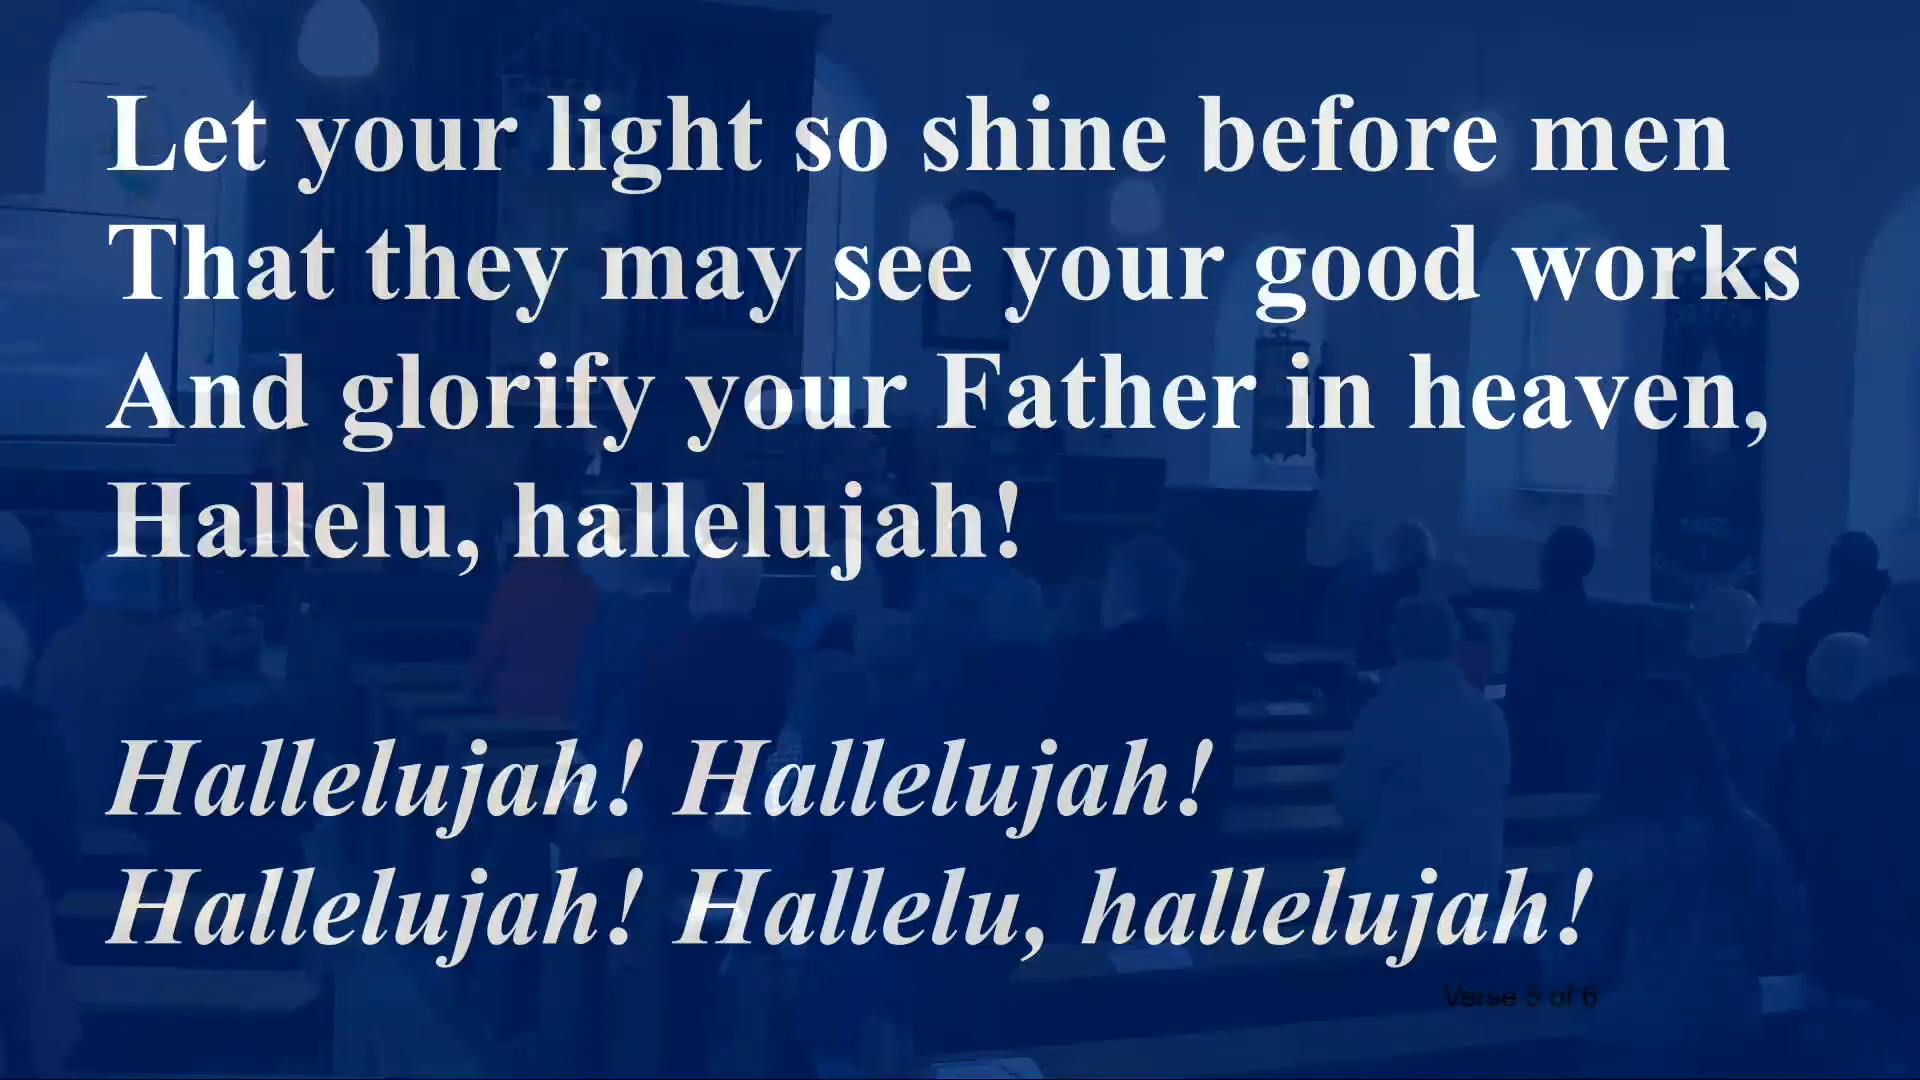 Let your light so shine before men
That they may see your good works
And glorify your Father in heaven,
Hallelu, hallelujah!
Hallelujah! Hallelujah!
Hallelujah! Hallelu, hallelujah!
Verse 5 of 6